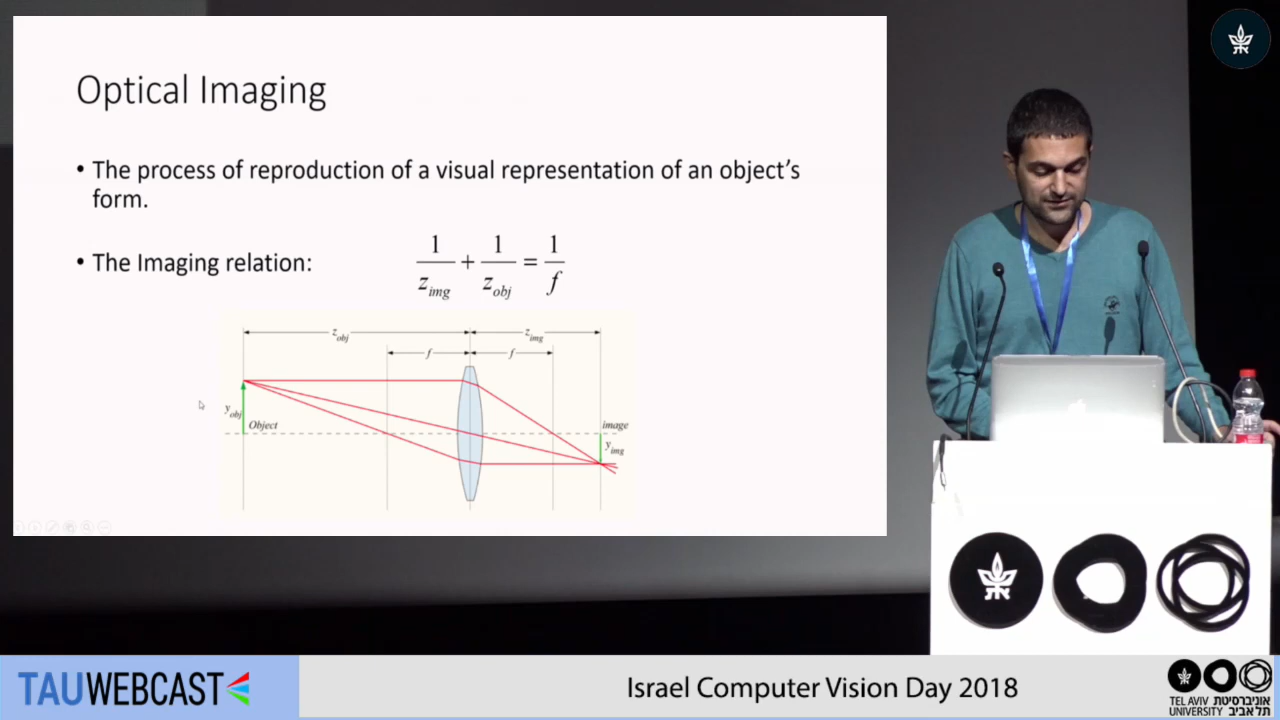 Optical Imaging
• The process of reproduction of a visual representation of an object’s
form.
• The Imaging relation:
1/z_img + 1/z_obj = 1/f
z_obj
z_img
f
f
y_obj
Object
image
y_img
TAUWEBCAST
Israel Computer Vision Day 2018
TEL AVIV אוניברסיטת
UNIVERSITY תל אביב